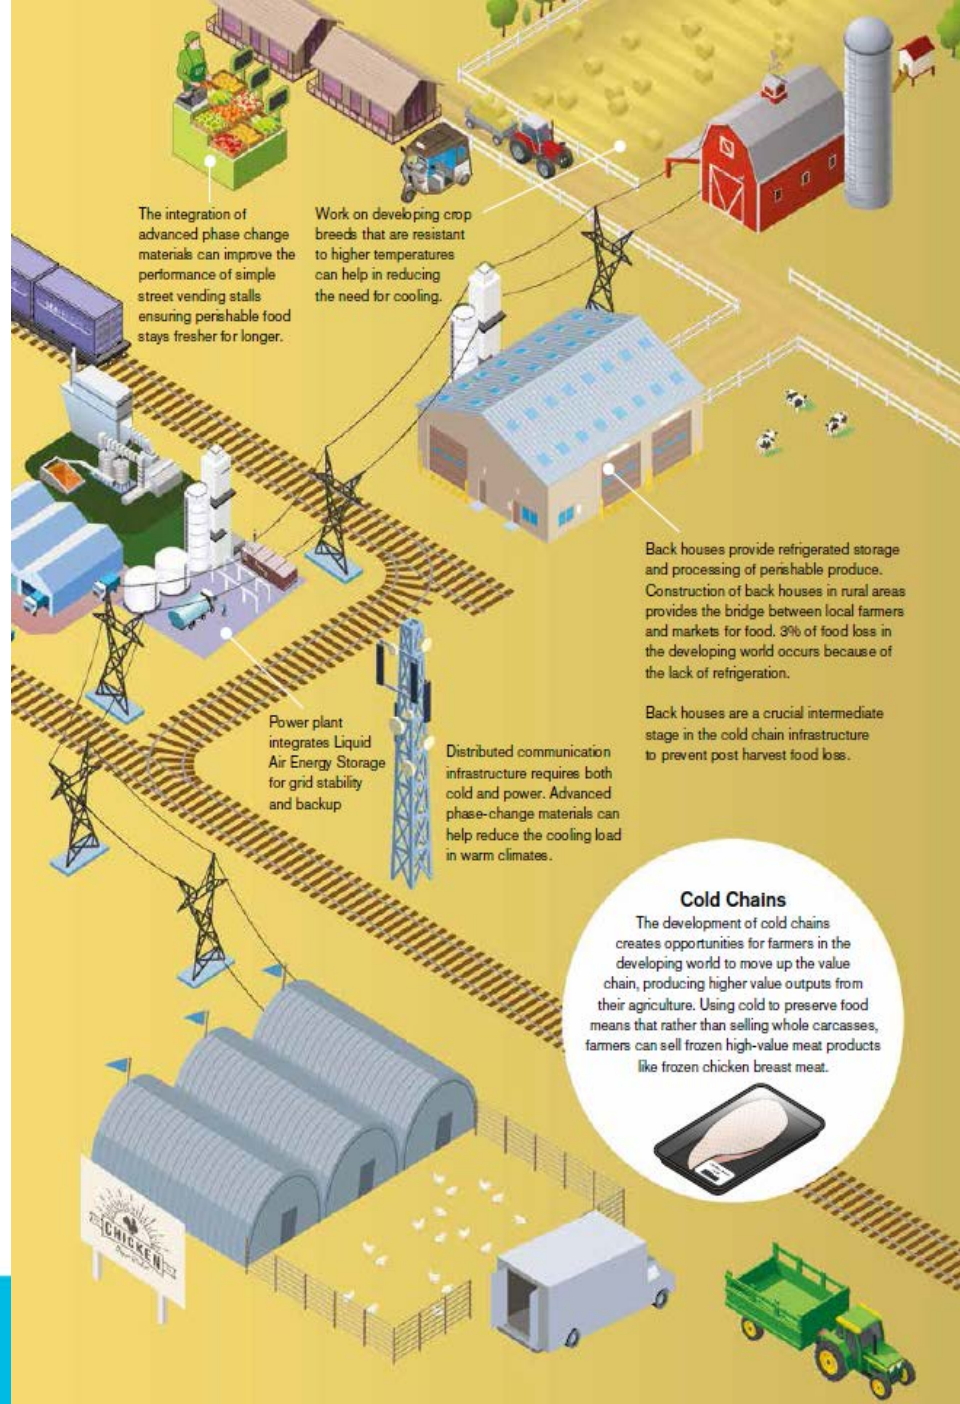 The integration of
advanced phase change
materials can improve the
performance of simple
street vending stalls
ensuring perishable food
stays fresher for longer.
Work on developing crop
breeds that are resistant
to higher temperatures
can help in reducing
the need for cooling.
Back houses provide refrigerated storage
and processing of perishable produce.
Construction of back houses in rural areas
provides the bridge between local farmers
and markets for food. 3% of food loss in
the developing world occurs because of
the lack of refrigeration.
Back houses are a crucial intermediate
stage in the cold chain infrastructure
to prevent post harvest food loss.
Power plant
integrates Liquid
Air Energy Storage
for grid stability
and backup
Distributed communication
infrastructure requires both
cold and power. Advanced
phase-change materials can
help reduce the cooling load
in warm climates.
Cold Chains
The development of cold chains
creates opportunities for farmers in the
developing world to move up the value
chain, producing higher value outputs from
their agriculture. Using cold to preserve food
means that rather than selling whole carcasses,
farmers can sell frozen high-value meat products
like frozen chicken breast meat.
CHICKEN